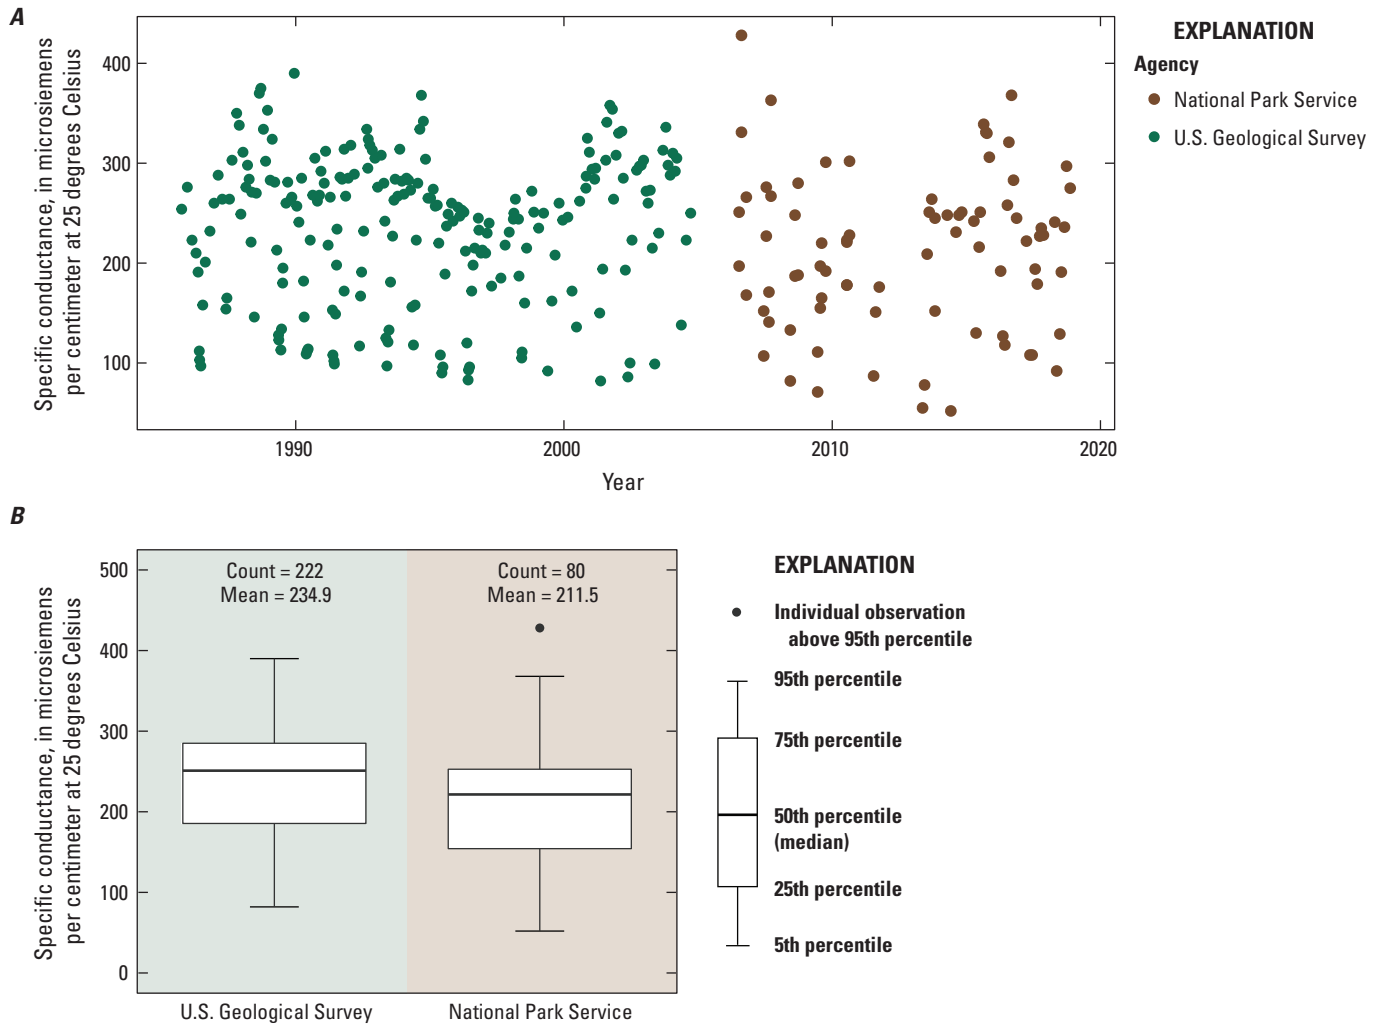 A
Specific conductance, in microsiemens
per centimeter at 25 degrees Celsius
400
300
200
100
1990
2000
2010
2020
Year
EXPLANATION
Agency
National Park Service
U.S. Geological Survey
B
Specific conductance, in microsiemens
per centimeter at 25 degrees Celsius
500
400
300
200
100
0
Count = 222
Mean = 234.9
Count = 80
Mean = 211.5
U.S. Geological Survey
National Park Service
EXPLANATION
Individual observation
above 95th percentile
95th percentile
75th percentile
50th percentile
(median)
25th percentile
5th percentile